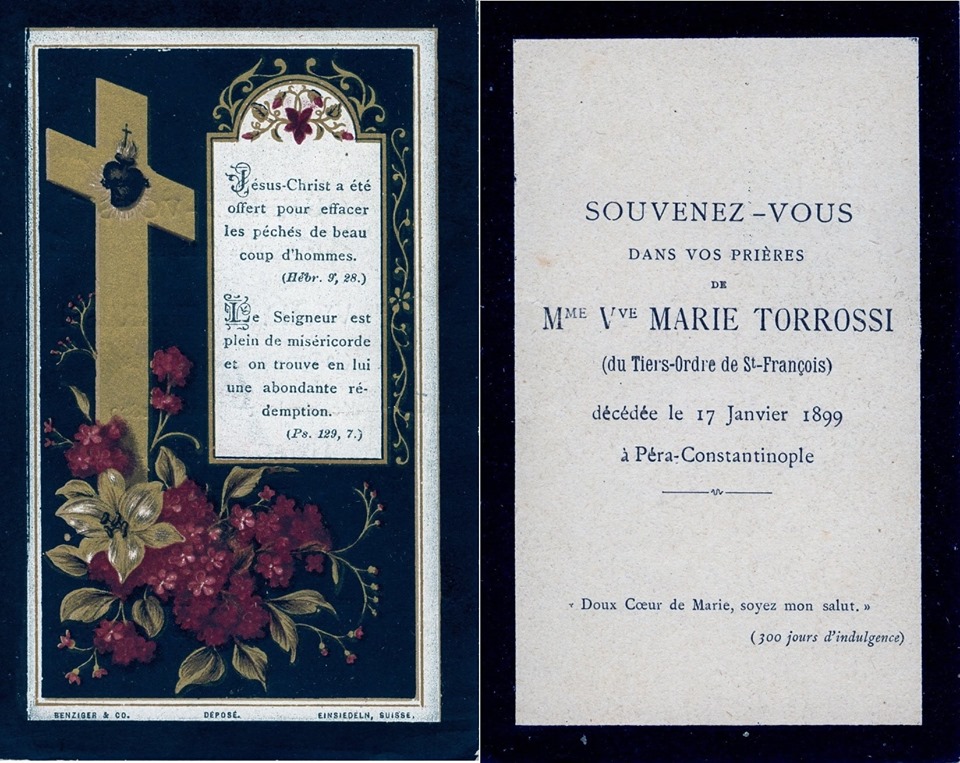 Jésus-Christ a été
offert pour effacer
les péchés de beau
coup d'hommes.
(Hébr. 9, 28.)
Le Seigneur est
plein de miséricorde
et on trouve en lui
une abondante ré-
demption.
(Ps. 129, 7.)
BENZIGER & CO. DÉPOSÉ. EINSIEDELN, SUISSE.
SOUVENEZ-VOUS
DANS VOS PRIÈRES
DE
MME VVE MARIE TORROSSI
(du Tiers-Ordre de St-François)
décédée le 17 Janvier 1899
à Péra-Constantinople
« Doux Cœur de Marie, soyez mon salut. »
(300 jours d'indulgence)